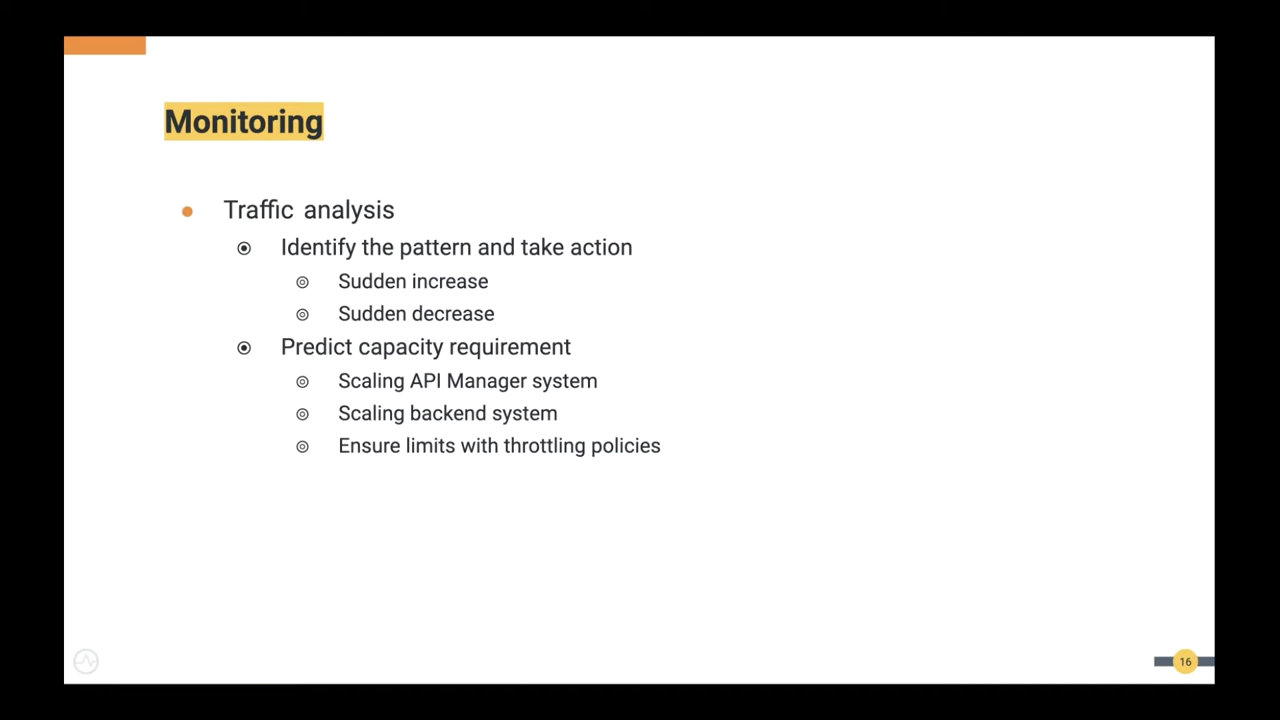 Monitoring
Traffic analysis
Identify the pattern and take action
Sudden increase
Sudden decrease
Predict capacity requirement
Scaling API Manager system
Scaling backend system
Ensure limits with throttling policies
16